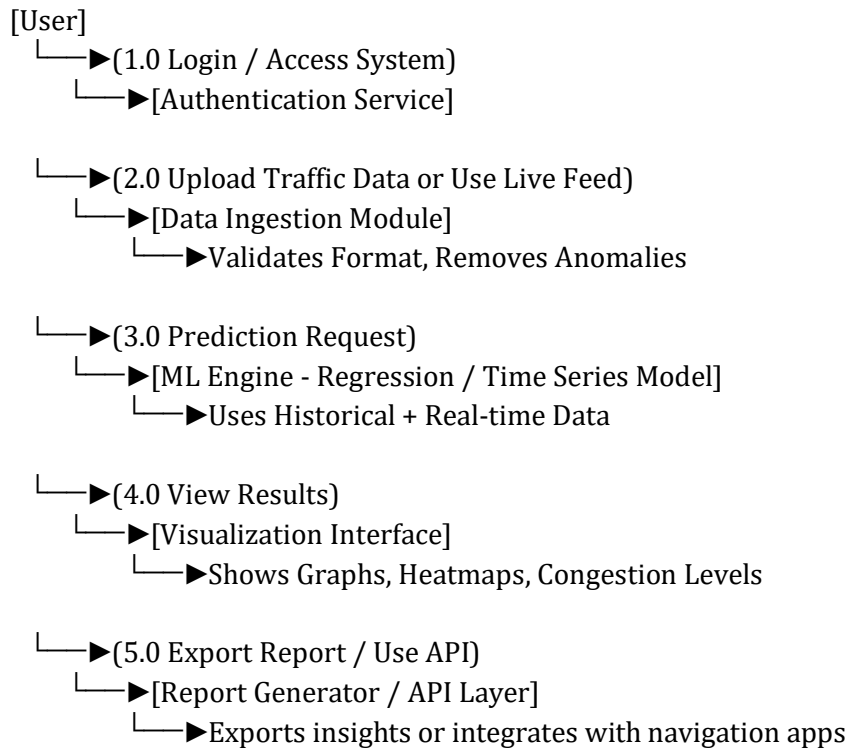 [User]
└──►(1.0 Login / Access System)
└──►[Authentication Service]
└──►(2.0 Upload Traffic Data or Use Live Feed)
└──►[Data Ingestion Module]
└──►Validates Format, Removes Anomalies
└──►(3.0 Prediction Request)
└──►[ML Engine - Regression / Time Series Model]
└──►Uses Historical + Real-time Data
└──►(4.0 View Results)
└──►[Visualization Interface]
└──►Shows Graphs, Heatmaps, Congestion Levels
└──►(5.0 Export Report / Use API)
└──►[Report Generator / API Layer]
└──►Exports insights or integrates with navigation apps